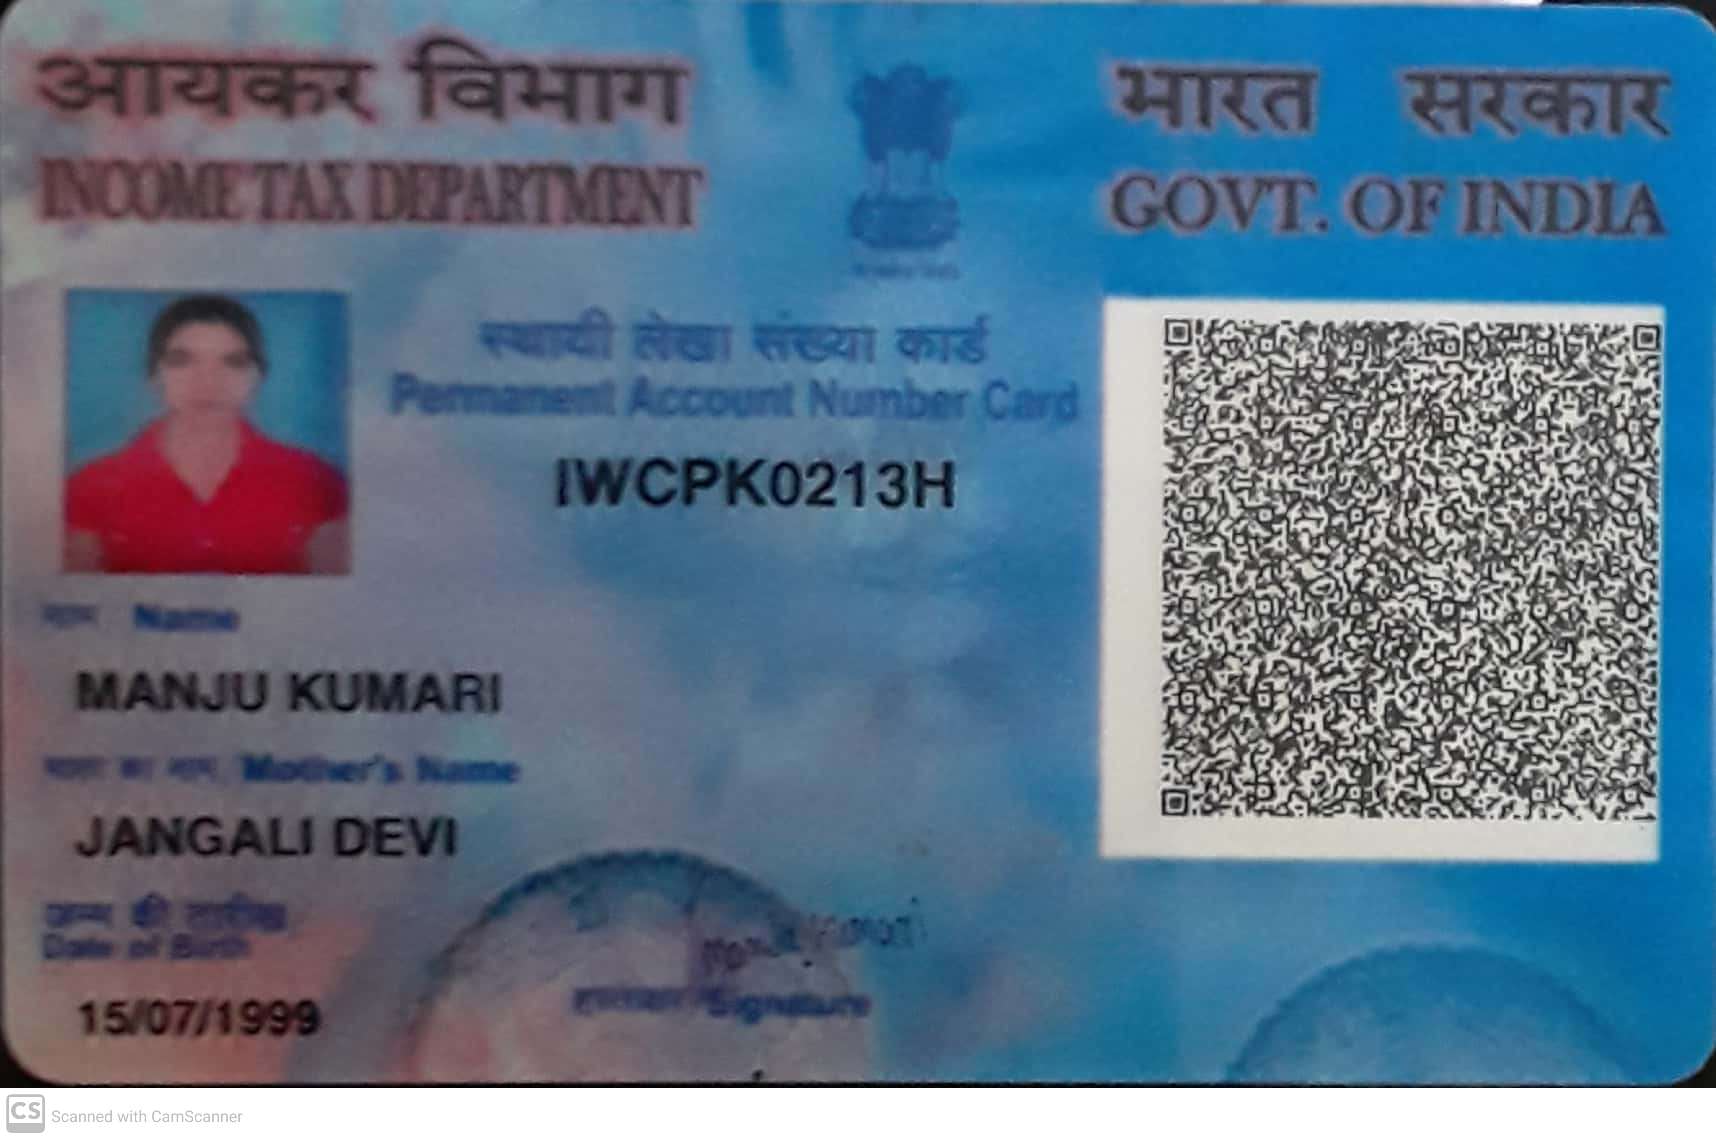 आयकर विभाग
INCOME TAX DEPARTMENT
भारत सरकार
GOVT. OF INDIA
स्थायी लेखा संख्या कार्ड
Permanent Account Number Card
IWCPK0213H
नाम Name
MANJU KUMARI
माता का नाम / Mother's Name
JANGALI DEVI
जन्म की तारीख
Date of Birth
15/07/1999
हस्ताक्षर / Signature
CS Scanned with CamScanner